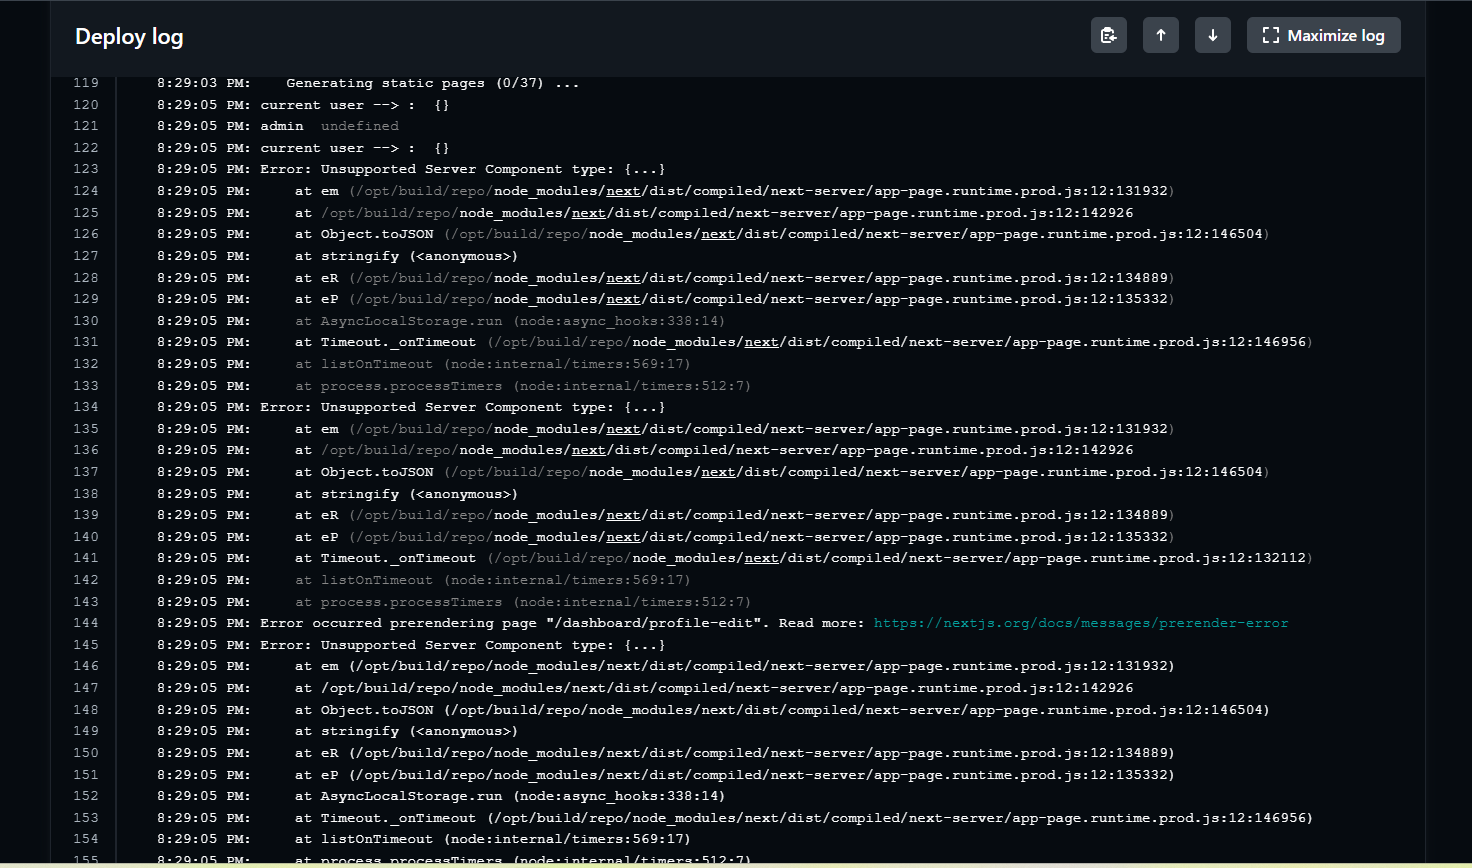 Deploy log
Maximize log
119 8:29:03 PM: Generating static pages (0/37) ...
120 8:29:05 PM: current user --> : {}
121 8:29:05 PM: admin undefined
122 8:29:05 PM: current user --> : {}
123 8:29:05 PM: Error: Unsupported Server Component type: {...}
124 8:29:05 PM: at em (/opt/build/repo/node_modules/next/dist/compiled/next-server/app-page.runtime.prod.js:12:131932)
125 8:29:05 PM: at /opt/build/repo/node_modules/next/dist/compiled/next-server/app-page.runtime.prod.js:12:142926
126 8:29:05 PM: at Object.toJSON (/opt/build/repo/node_modules/next/dist/compiled/next-server/app-page.runtime.prod.js:12:146504)
127 8:29:05 PM: at stringify (<anonymous>)
128 8:29:05 PM: at eR (/opt/build/repo/node_modules/next/dist/compiled/next-server/app-page.runtime.prod.js:12:134889)
129 8:29:05 PM: at eP (/opt/build/repo/node_modules/next/dist/compiled/next-server/app-page.runtime.prod.js:12:135332)
130 8:29:05 PM: at AsyncLocalStorage.run (node:async_hooks:338:14)
131 8:29:05 PM: at Timeout._onTimeout (/opt/build/repo/node_modules/next/dist/compiled/next-server/app-page.runtime.prod.js:12:146956)
132 8:29:05 PM: at listOnTimeout (node:internal/timers:569:17)
133 8:29:05 PM: at process.processTimers (node:internal/timers:512:7)
134 8:29:05 PM: Error: Unsupported Server Component type: {...}
135 8:29:05 PM: at em (/opt/build/repo/node_modules/next/dist/compiled/next-server/app-page.runtime.prod.js:12:131932)
136 8:29:05 PM: at /opt/build/repo/node_modules/next/dist/compiled/next-server/app-page.runtime.prod.js:12:142926
137 8:29:05 PM: at Object.toJSON (/opt/build/repo/node_modules/next/dist/compiled/next-server/app-page.runtime.prod.js:12:146504)
138 8:29:05 PM: at stringify (<anonymous>)
139 8:29:05 PM: at eR (/opt/build/repo/node_modules/next/dist/compiled/next-server/app-page.runtime.prod.js:12:134889)
140 8:29:05 PM: at eP (/opt/build/repo/node_modules/next/dist/compiled/next-server/app-page.runtime.prod.js:12:135332)
141 8:29:05 PM: at Timeout._onTimeout (/opt/build/repo/node_modules/next/dist/compiled/next-server/app-page.runtime.prod.js:12:132112)
142 8:29:05 PM: at listOnTimeout (node:internal/timers:569:17)
143 8:29:05 PM: at process.processTimers (node:internal/timers:512:7)
144 8:29:05 PM: Error occurred prerendering page "/dashboard/profile-edit". Read more: https://nextjs.org/docs/messages/prerender-error
145 8:29:05 PM: Error: Unsupported Server Component type: {...}
146 8:29:05 PM: at em (/opt/build/repo/node_modules/next/dist/compiled/next-server/app-page.runtime.prod.js:12:131932)
147 8:29:05 PM: at /opt/build/repo/node_modules/next/dist/compiled/next-server/app-page.runtime.prod.js:12:142926
148 8:29:05 PM: at Object.toJSON (/opt/build/repo/node_modules/next/dist/compiled/next-server/app-page.runtime.prod.js:12:146504)
149 8:29:05 PM: at stringify (<anonymous>)
150 8:29:05 PM: at eR (/opt/build/repo/node_modules/next/dist/compiled/next-server/app-page.runtime.prod.js:12:134889)
151 8:29:05 PM: at eP (/opt/build/repo/node_modules/next/dist/compiled/next-server/app-page.runtime.prod.js:12:135332)
152 8:29:05 PM: at AsyncLocalStorage.run (node:async_hooks:338:14)
153 8:29:05 PM: at Timeout._onTimeout (/opt/build/repo/node_modules/next/dist/compiled/next-server/app-page.runtime.prod.js:12:146956)
154 8:29:05 PM: at listOnTimeout (node:internal/timers:569:17)
155 8:29:05 PM: at process.processTimers (node:internal/timers:512:7)